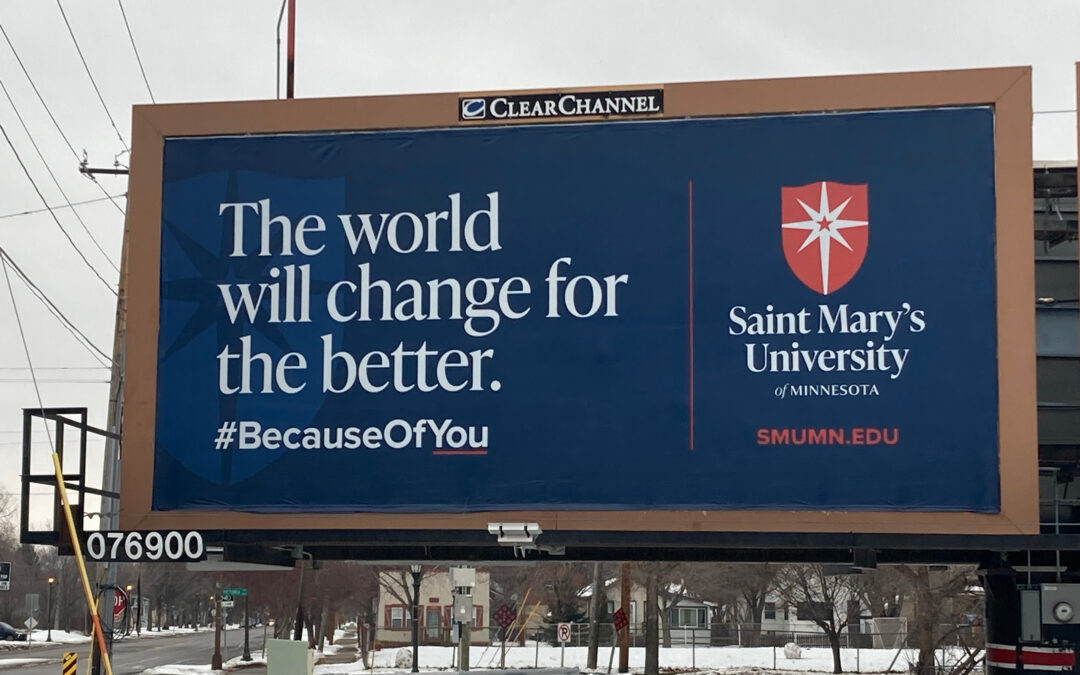 CLEARCHANNEL
The world
will change for
the better.
#BecauseOfYou
Saint Mary's
University
of MINNESOTA
SMUMN.EDU
076900